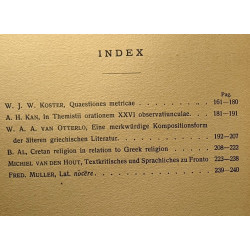 INDEX
Pag.
W. J. W. KOSTER, Quaestiones metricae . . . . . . . . 161—180
A. H. KAN, In Themistii orationem XXVI observatiunculae. . . 181—191
W. A. A. VAN OTTERLO, Eine merkwürdige Kompositionsform
der älteren griechischen Literatur. . . . . . . . . . 192—207
B. AL, Cretan religion in relation to Greek religion . . . . 208—222
MICHIEL VAN DEN HOUT, Textkritisches und Sprachliches zu Fronto 223—238
FRED. MULLER, Lat. abicere. . . . . . . . . . . 239—240